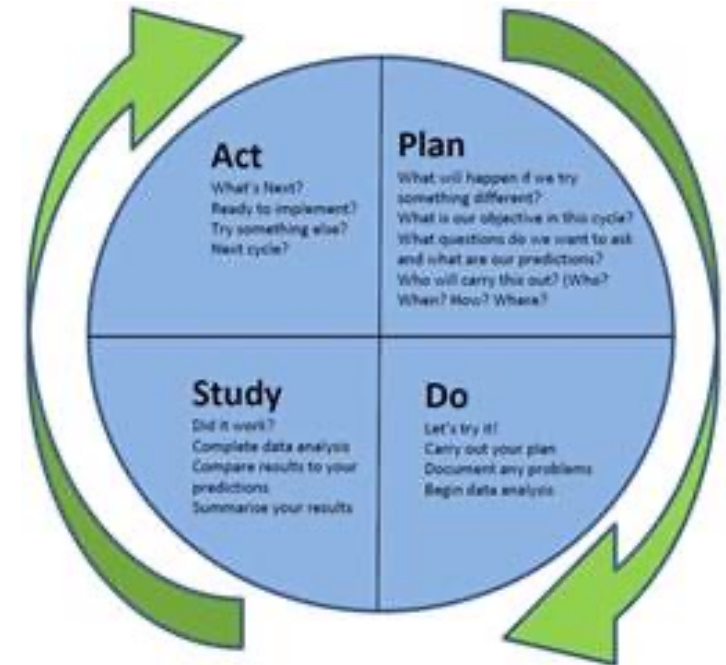 Act
What's Next?
Ready to implement?
Try something else?
Next cycle?
Plan
What will happen if we try
something different?
What is our objective in this cycle?
What questions do we want to ask
and what are our predictions?
Who will carry this out? (Who?
When? How? Where?
Study
Did it work?
Complete data analysis
Compare results to your
predictions
Summarise your results
Do
Let's try it!
Carry out your plan
Document any problems
Begin data analysis